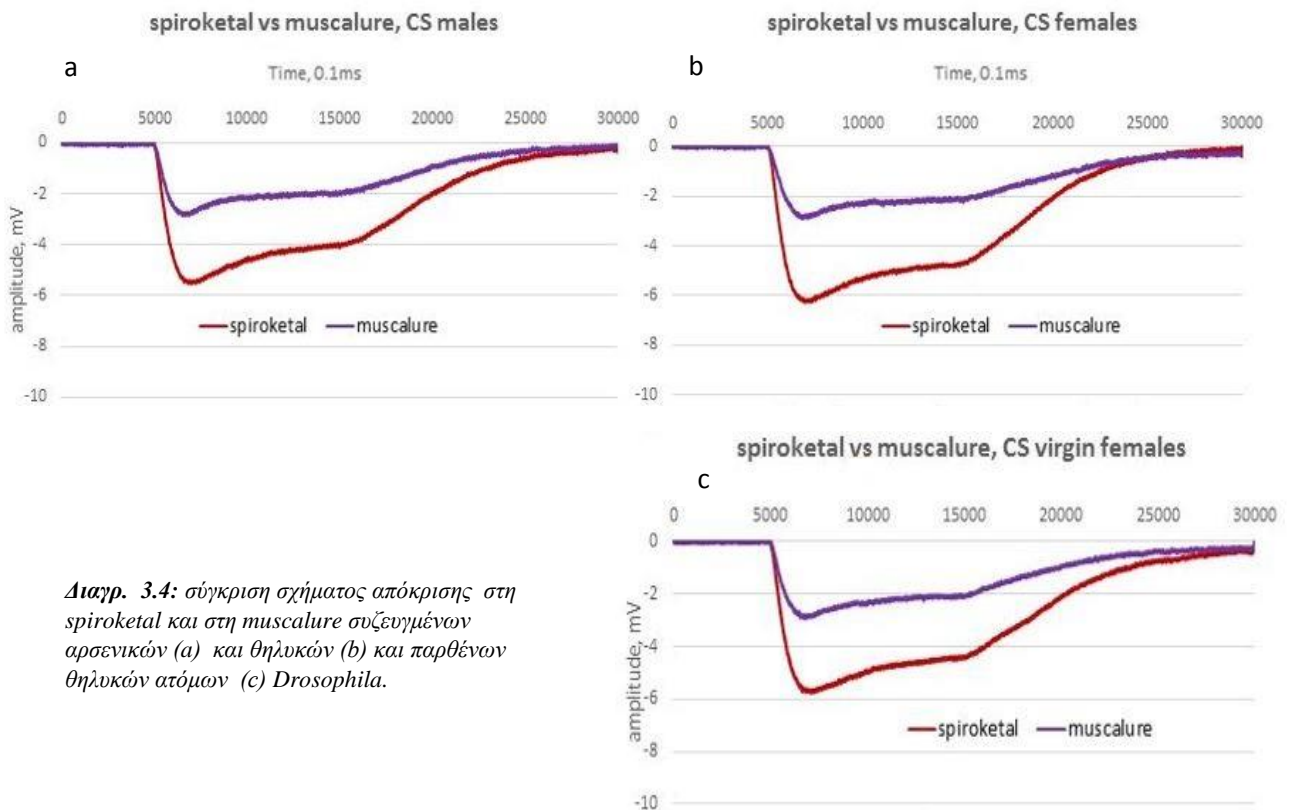 spiroketal vs muscalure, CS males
a
Time, 0.1ms
0 5000 10000 15000 20000 25000 30000
0
-2
-4
-6
-8
-10
amplitude, mV
spiroketal muscalure
spiroketal vs muscalure, CS females
b
Time, 0.1ms
0 5000 10000 15000 20000 25000 30000
0
-2
-4
-6
-8
-10
spiroketal muscalure
spiroketal vs muscalure, CS virgin females
c
0 5000 10000 15000 20000 25000 30000
0
-2
-4
-6
-8
-10
amplitude, mV
spiroketal muscalure
Διαγρ. 3.4: σύγκριση σχήματος απόκρισης στη
spiroketal και στη muscalure συζευγμένων
αρσενικών (a) και θηλυκών (b) και παρθένων
θηλυκών ατόμων (c) Drosophila.